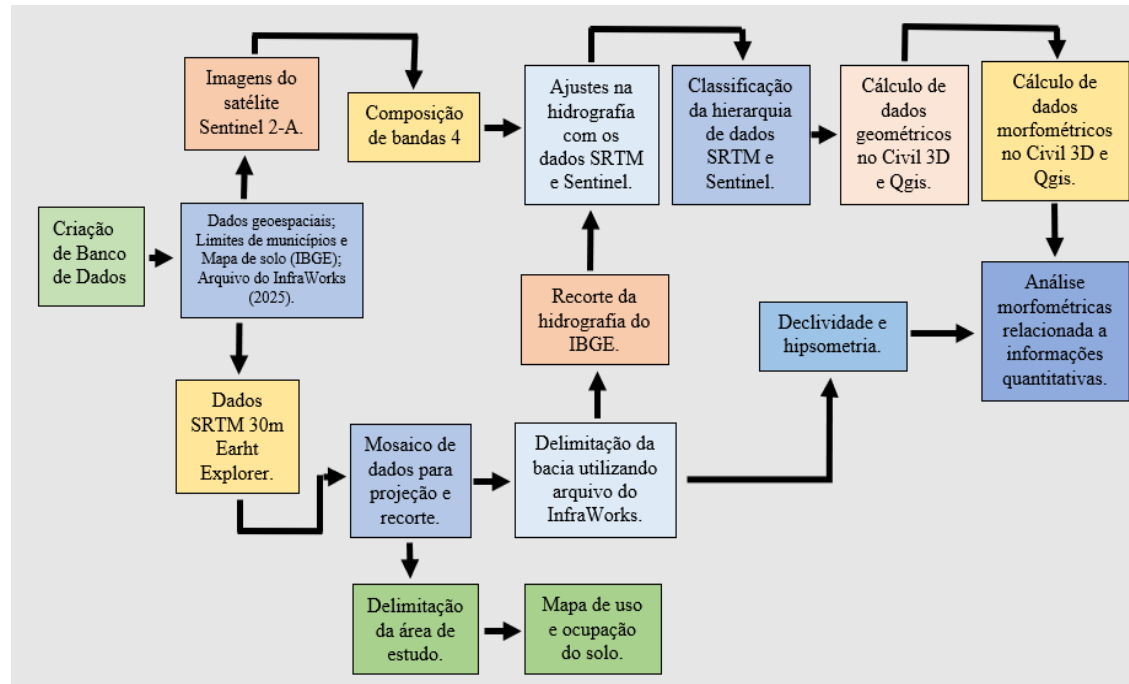 Imagens do
satélite
Sentinel 2-A.
Composição
de bandas 4
Ajustes na
hidrografia
com os
dados SRTM
e Sentinel.
Classificação
da hierarquia
de dados
SRTM e
Sentinel.
Cálculo de
dados
geométricos
no Civil 3D
e Qgis.
Cálculo de
dados
morfométricos
no Civil 3D e
Qgis.
Criação
de Banco
de Dados
Dados geoespaciais;
Limites de municípios e
Mapa de solo (IBGE);
Arquivo do InfraWorks
(2025).
Recorte da
hidrografia do
IBGE.
Declividade e
hipsometria.
Análise
morfométricas
relacionada a
informações
quantitativas.
Dados
SRTM 30m
Earht
Explorer.
Mosaico de
dados para
projeção e
recorte.
Delimitação da
bacia utilizando
arquivo do
InfraWorks.
Delimitação
da área de
estudo.
Mapa de uso
e ocupação
do solo.